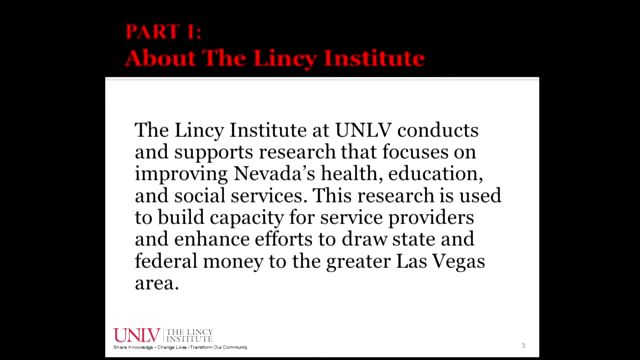 PART I:
About The Lincy Institute
The Lincy Institute at UNLV conducts
and supports research that focuses on
improving Nevada's health, education,
and social services. This research is used
to build capacity for service providers
and enhance efforts to draw state and
federal money to the greater Las Vegas
area.
UNLV | THE LINCY
INSTITUTE
Share Knowledge • Change Lives • Transform Our Community
3